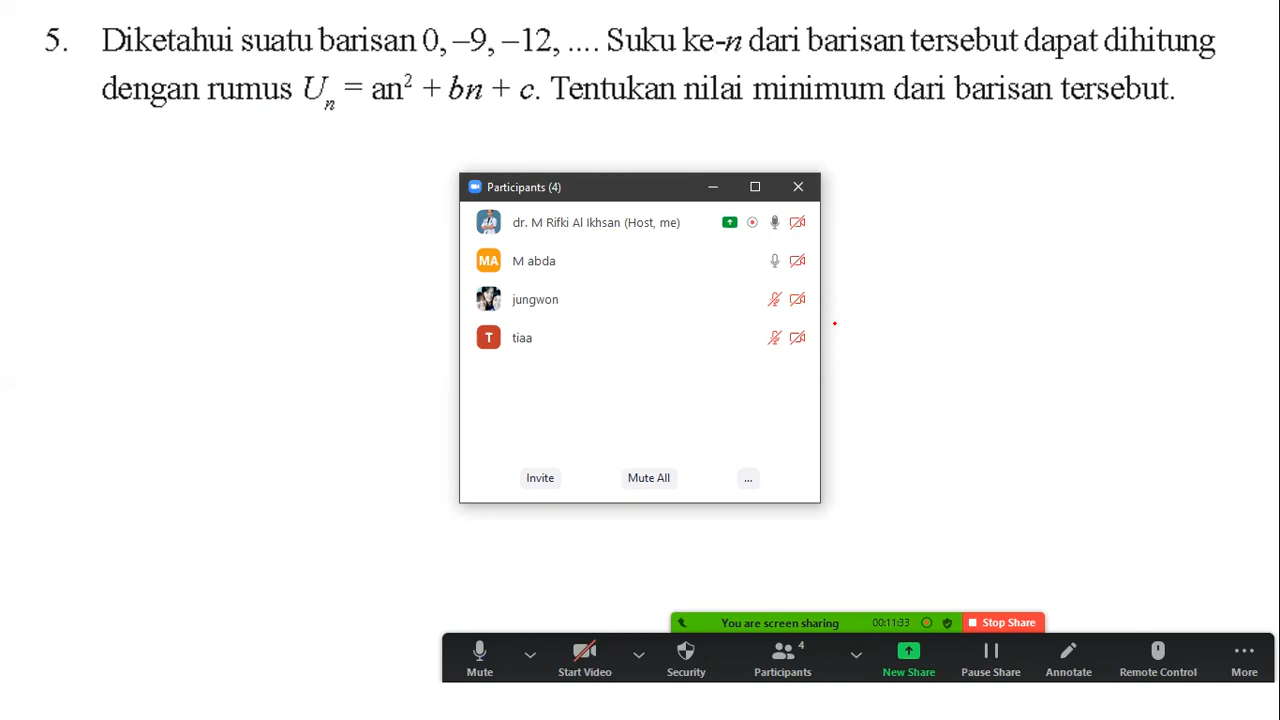 5. Diketahui suatu barisan 0, –9, –12, .... Suku ke-n dari barisan tersebut dapat dihitung
dengan rumus Uₙ = an² + bn + c. Tentukan nilai minimum dari barisan tersebut.
Participants (4)
dr. M Rifki Al Ikhsan (Host, me)
MA M abda
jungwon
T tiaa
Invite Mute All ...
You are screen sharing 00:11:33 Stop Share
4
Mute Start Video Security Participants New Share Pause Share Annotate Remote Control More